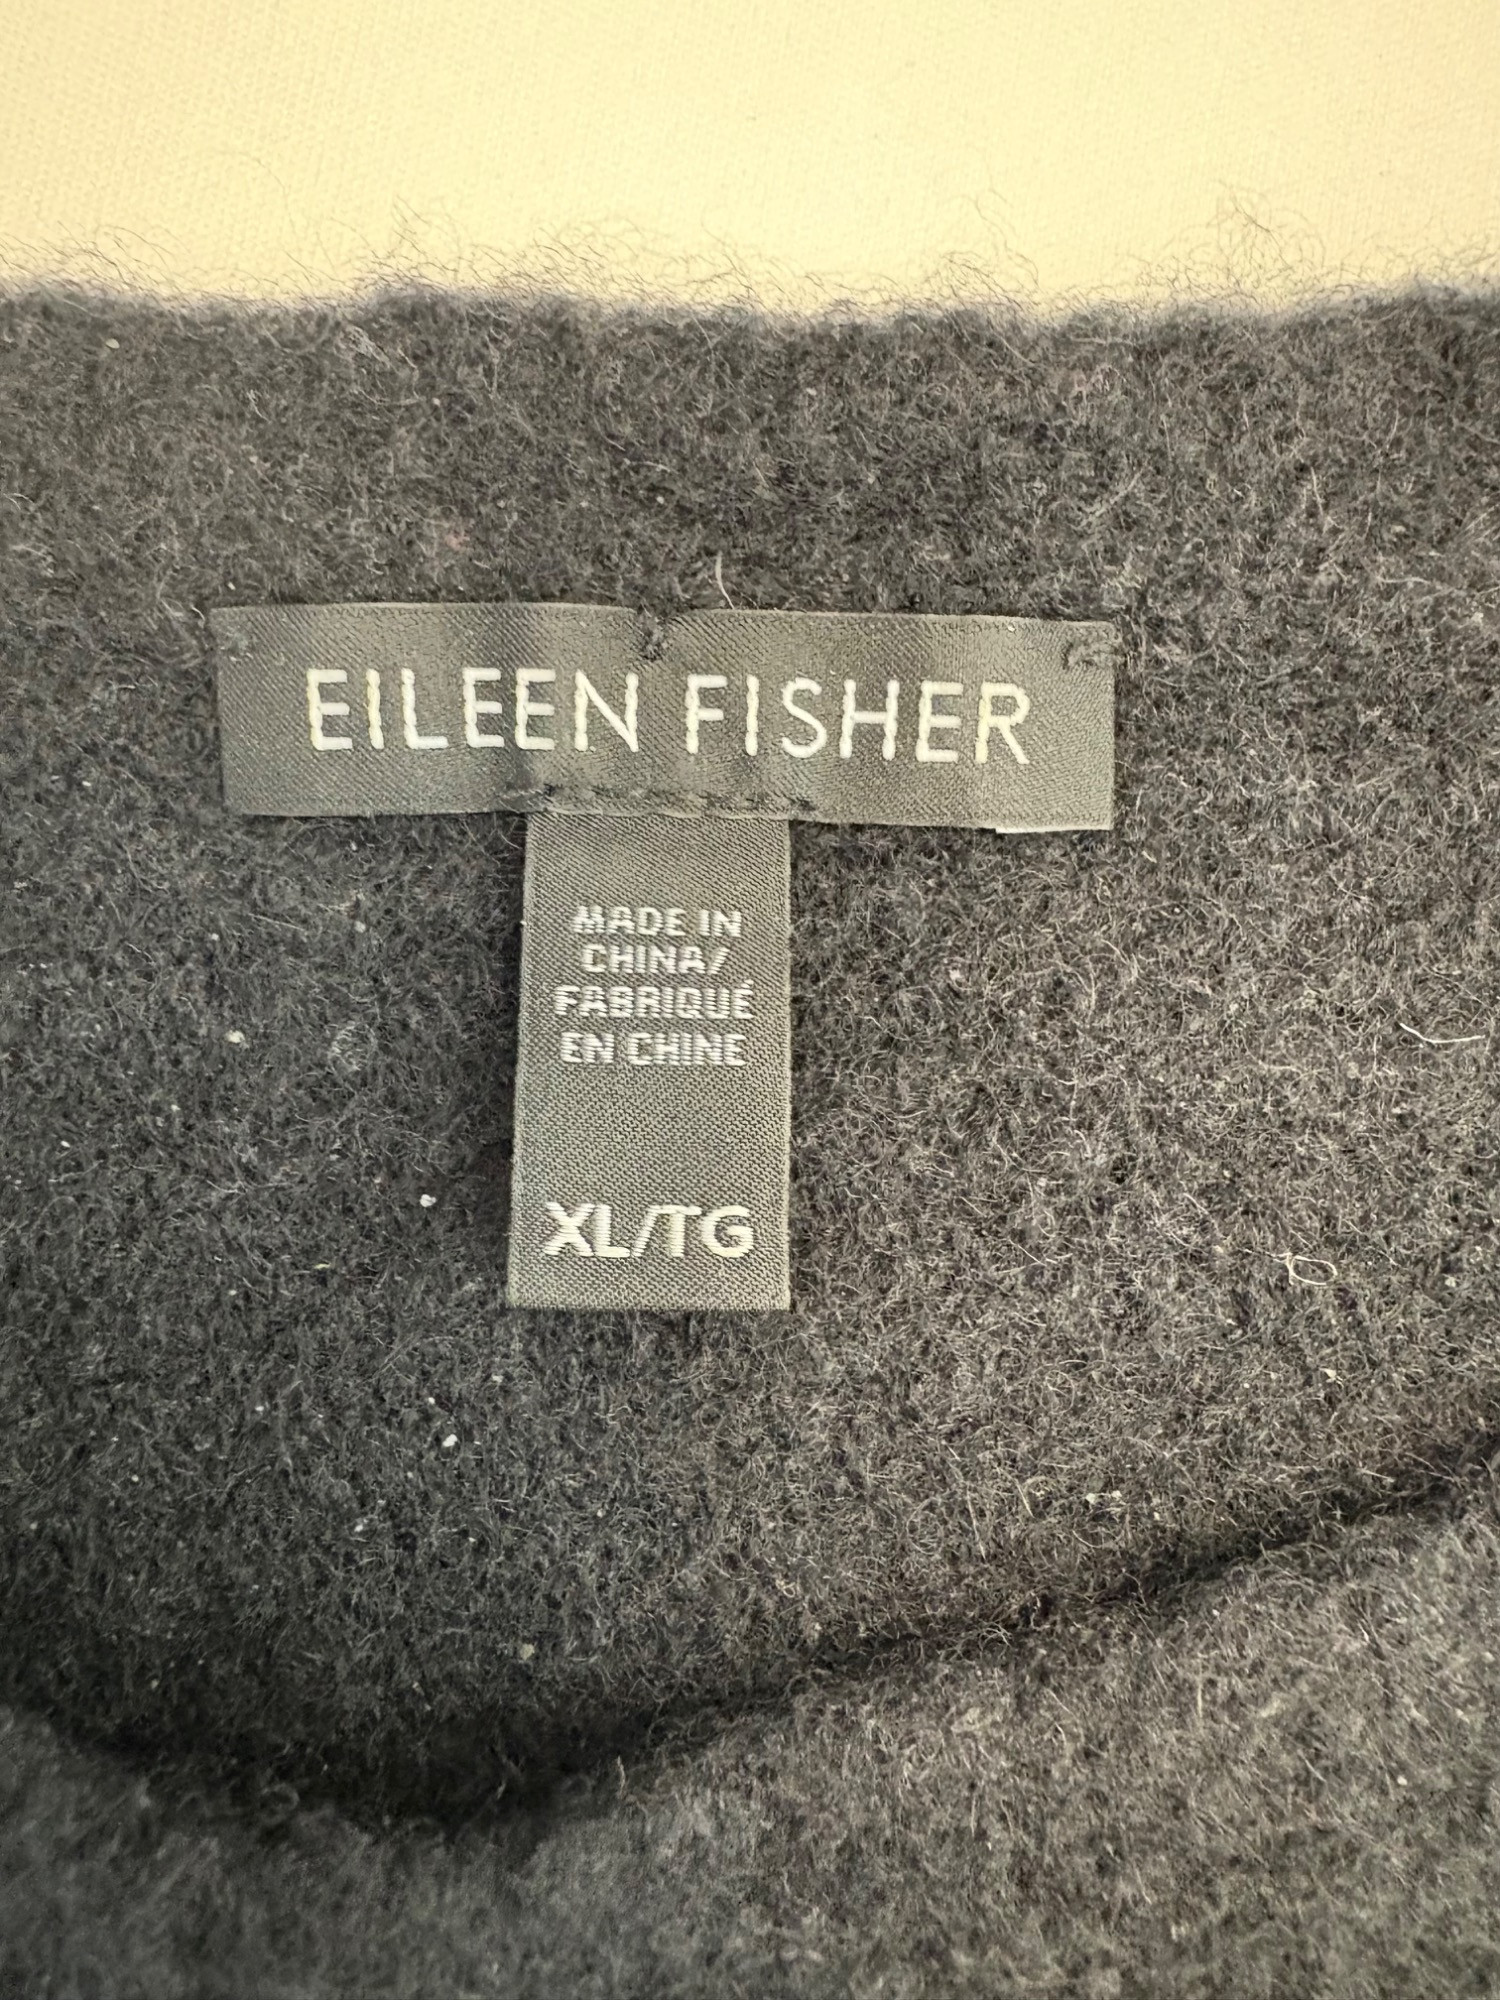 EILEEN FISHER
MADE IN
CHINA/
FABRIQUÉ
EN CHINE
XL/TG